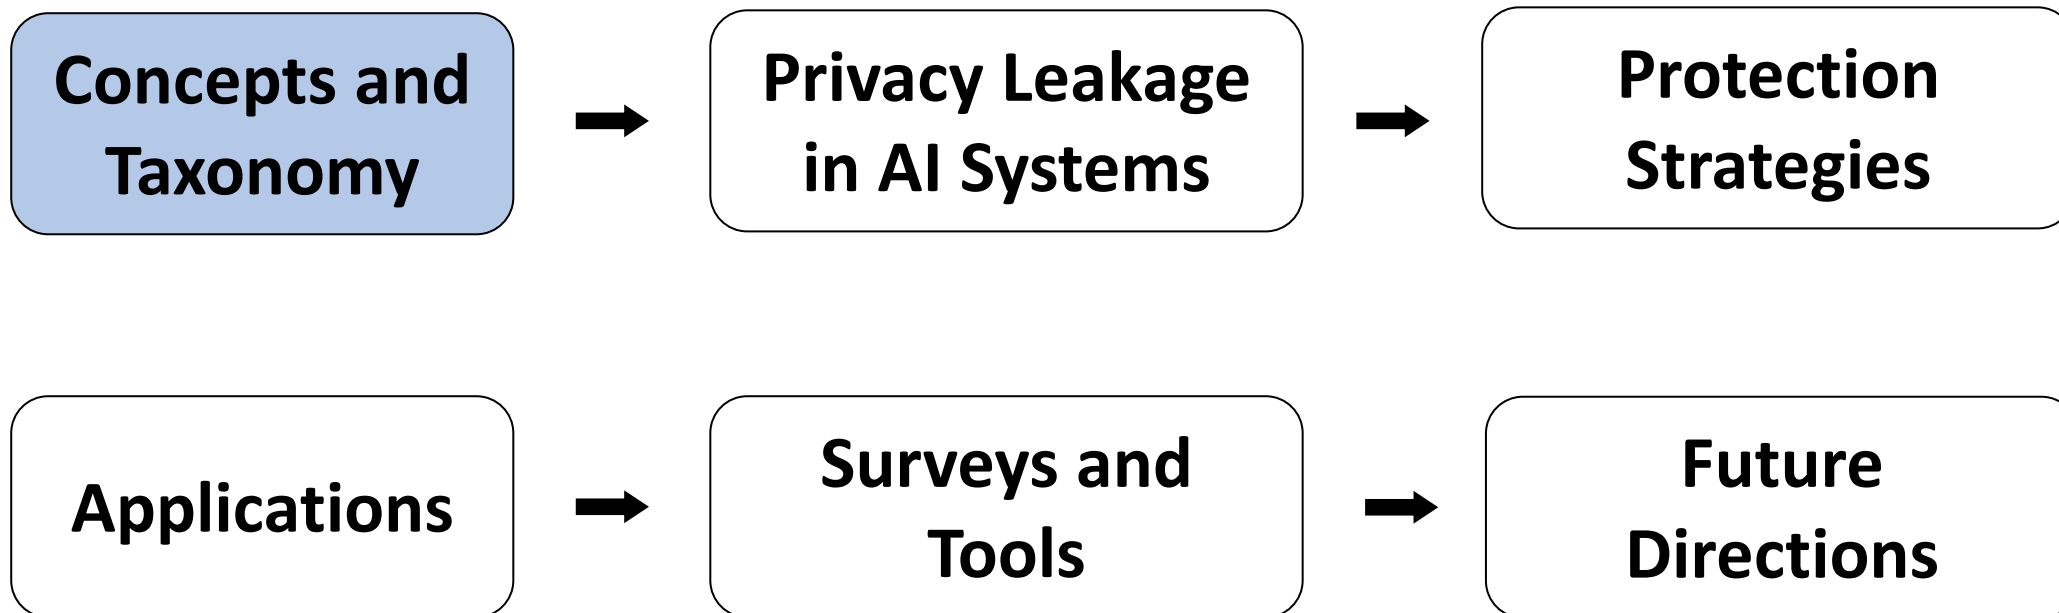 Concepts and
Taxonomy
Privacy Leakage
in AI Systems
Protection
Strategies
Applications
Surveys and
Tools
Future
Directions